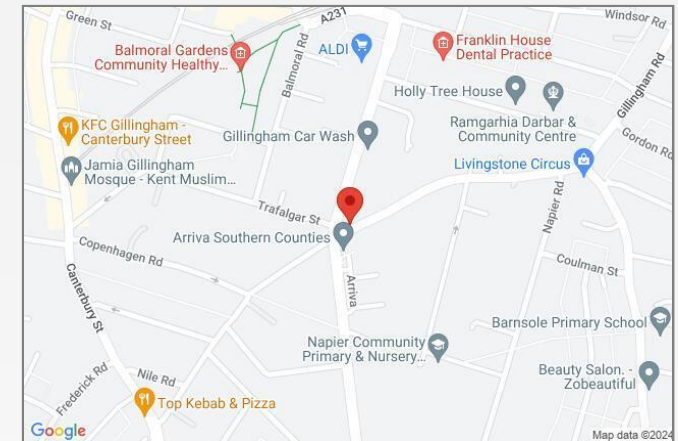 Green St
A231
Windsor Rd
Balmoral Gardens
Community Healthy...
Balmoral Rd
ALDI
Franklin House
Dental Practice
Gillingham Rd
Holly Tree House
KFC Gillingham -
Canterbury Street
Gillingham Car Wash
Ramgarhia Darbar &
Community Centre
Gordon Rd
Jamia Gillingham
Mosque - Kent Muslim...
Livingstone Circus
Trafalgar St
Napier Rd
Arriva Southern Counties
Copenhagen Rd
Coulman St
Canterbury St
Arriva
Barnsole Primary School
Napier Community
Primary & Nursery...
Nile Rd
Frederick Rd
Beauty Salon. -
Zobeautiful
Top Kebab & Pizza
Google
Map data ©2024